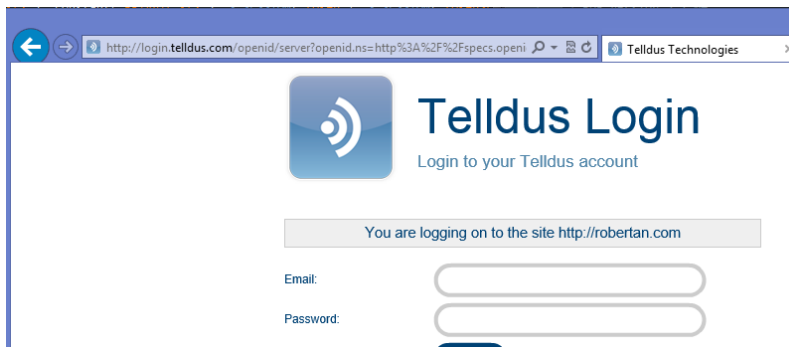 http://login.telldus.com/openid/server?openid.ns=http%3A%2F%2Fspecs.openi
Telldus Technologies
Telldus Login
Login to your Telldus account
You are logging on to the site http://robertan.com
Email:
Password: